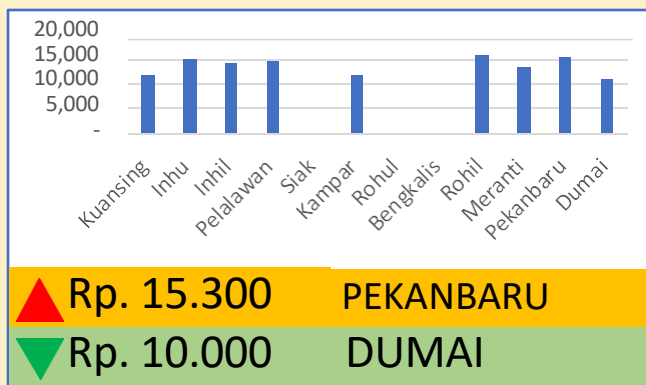 20,000
15,000
10,000
5,000
-
Kuansing
Inhu
Inhil
Pelalawan
Siak
Kampar
Rohul
Bengkalis
Rohil
Meranti
Pekanbaru
Dumai
Rp. 15.300 PEKANBARU
Rp. 10.000 DUMAI